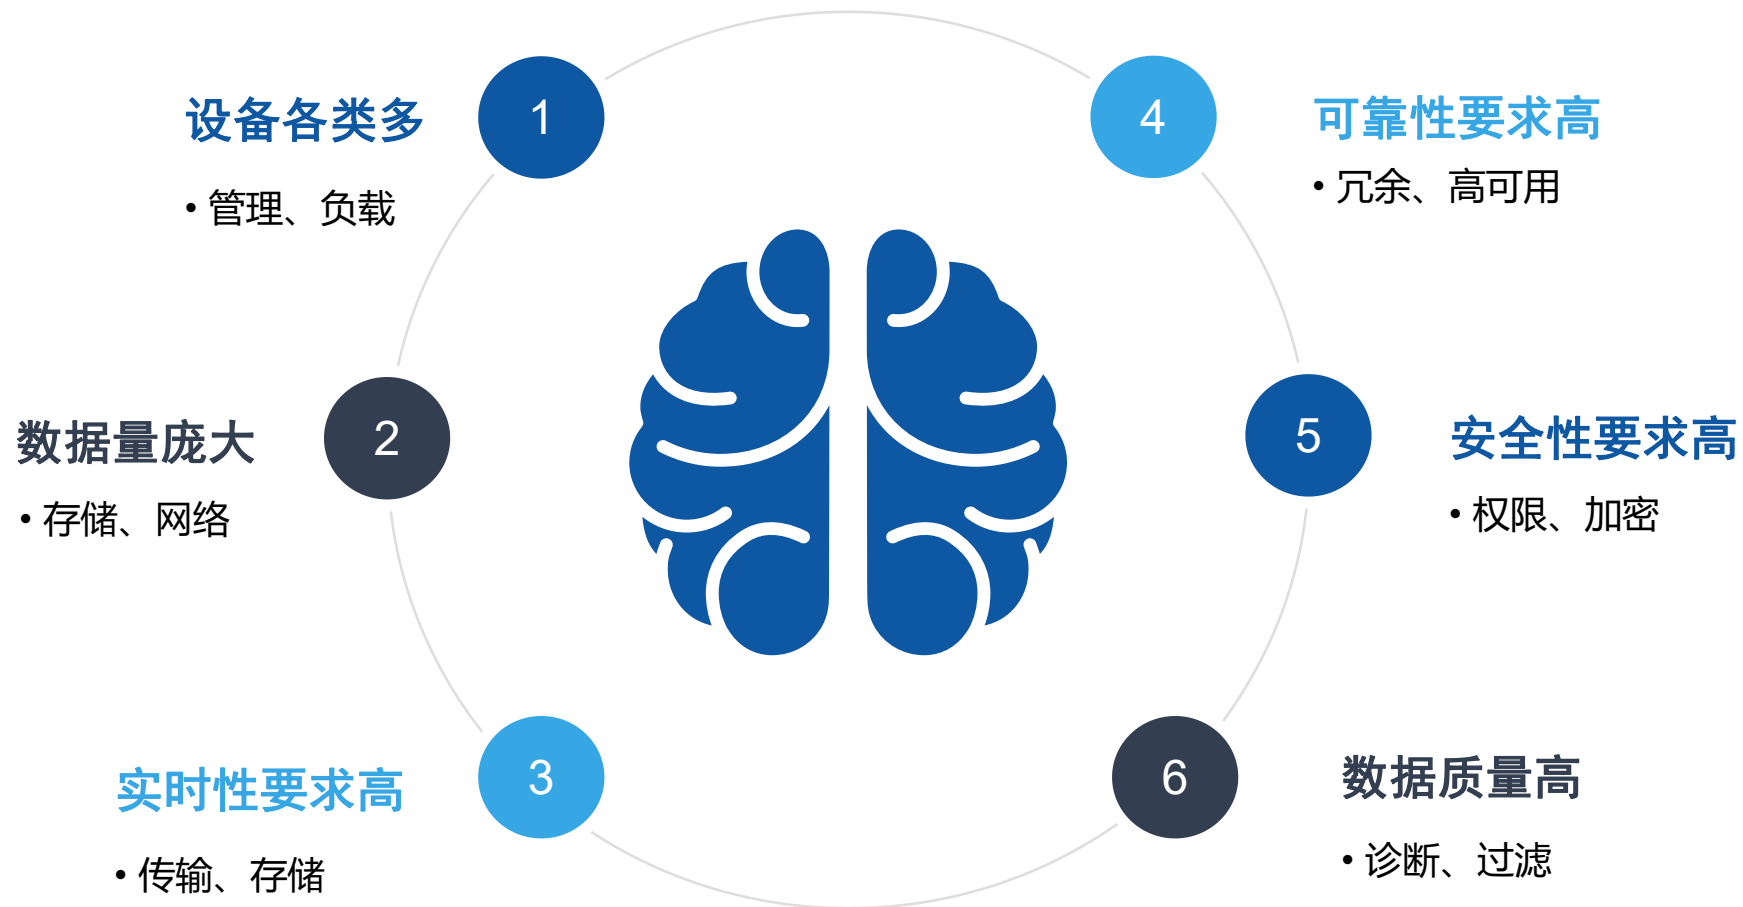 1
设备各类多
• 管理、负载
2
数据量庞大
• 存储、网络
3
实时性要求高
• 传输、存储
4
可靠性要求高
• 冗余、高可用
5
安全性要求高
• 权限、加密
6
数据质量高
• 诊断、过滤